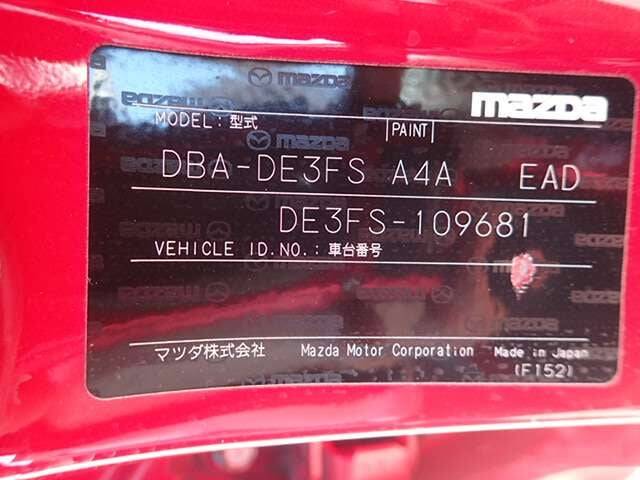 mazda
MODEL: 型式 PAINT
DBA-DE3FS A4A EAD
DE3FS-109681
VEHICLE ID.NO.: 車台番号
マツダ株式会社 Mazda Motor Corporation Made in Japan
(F152)